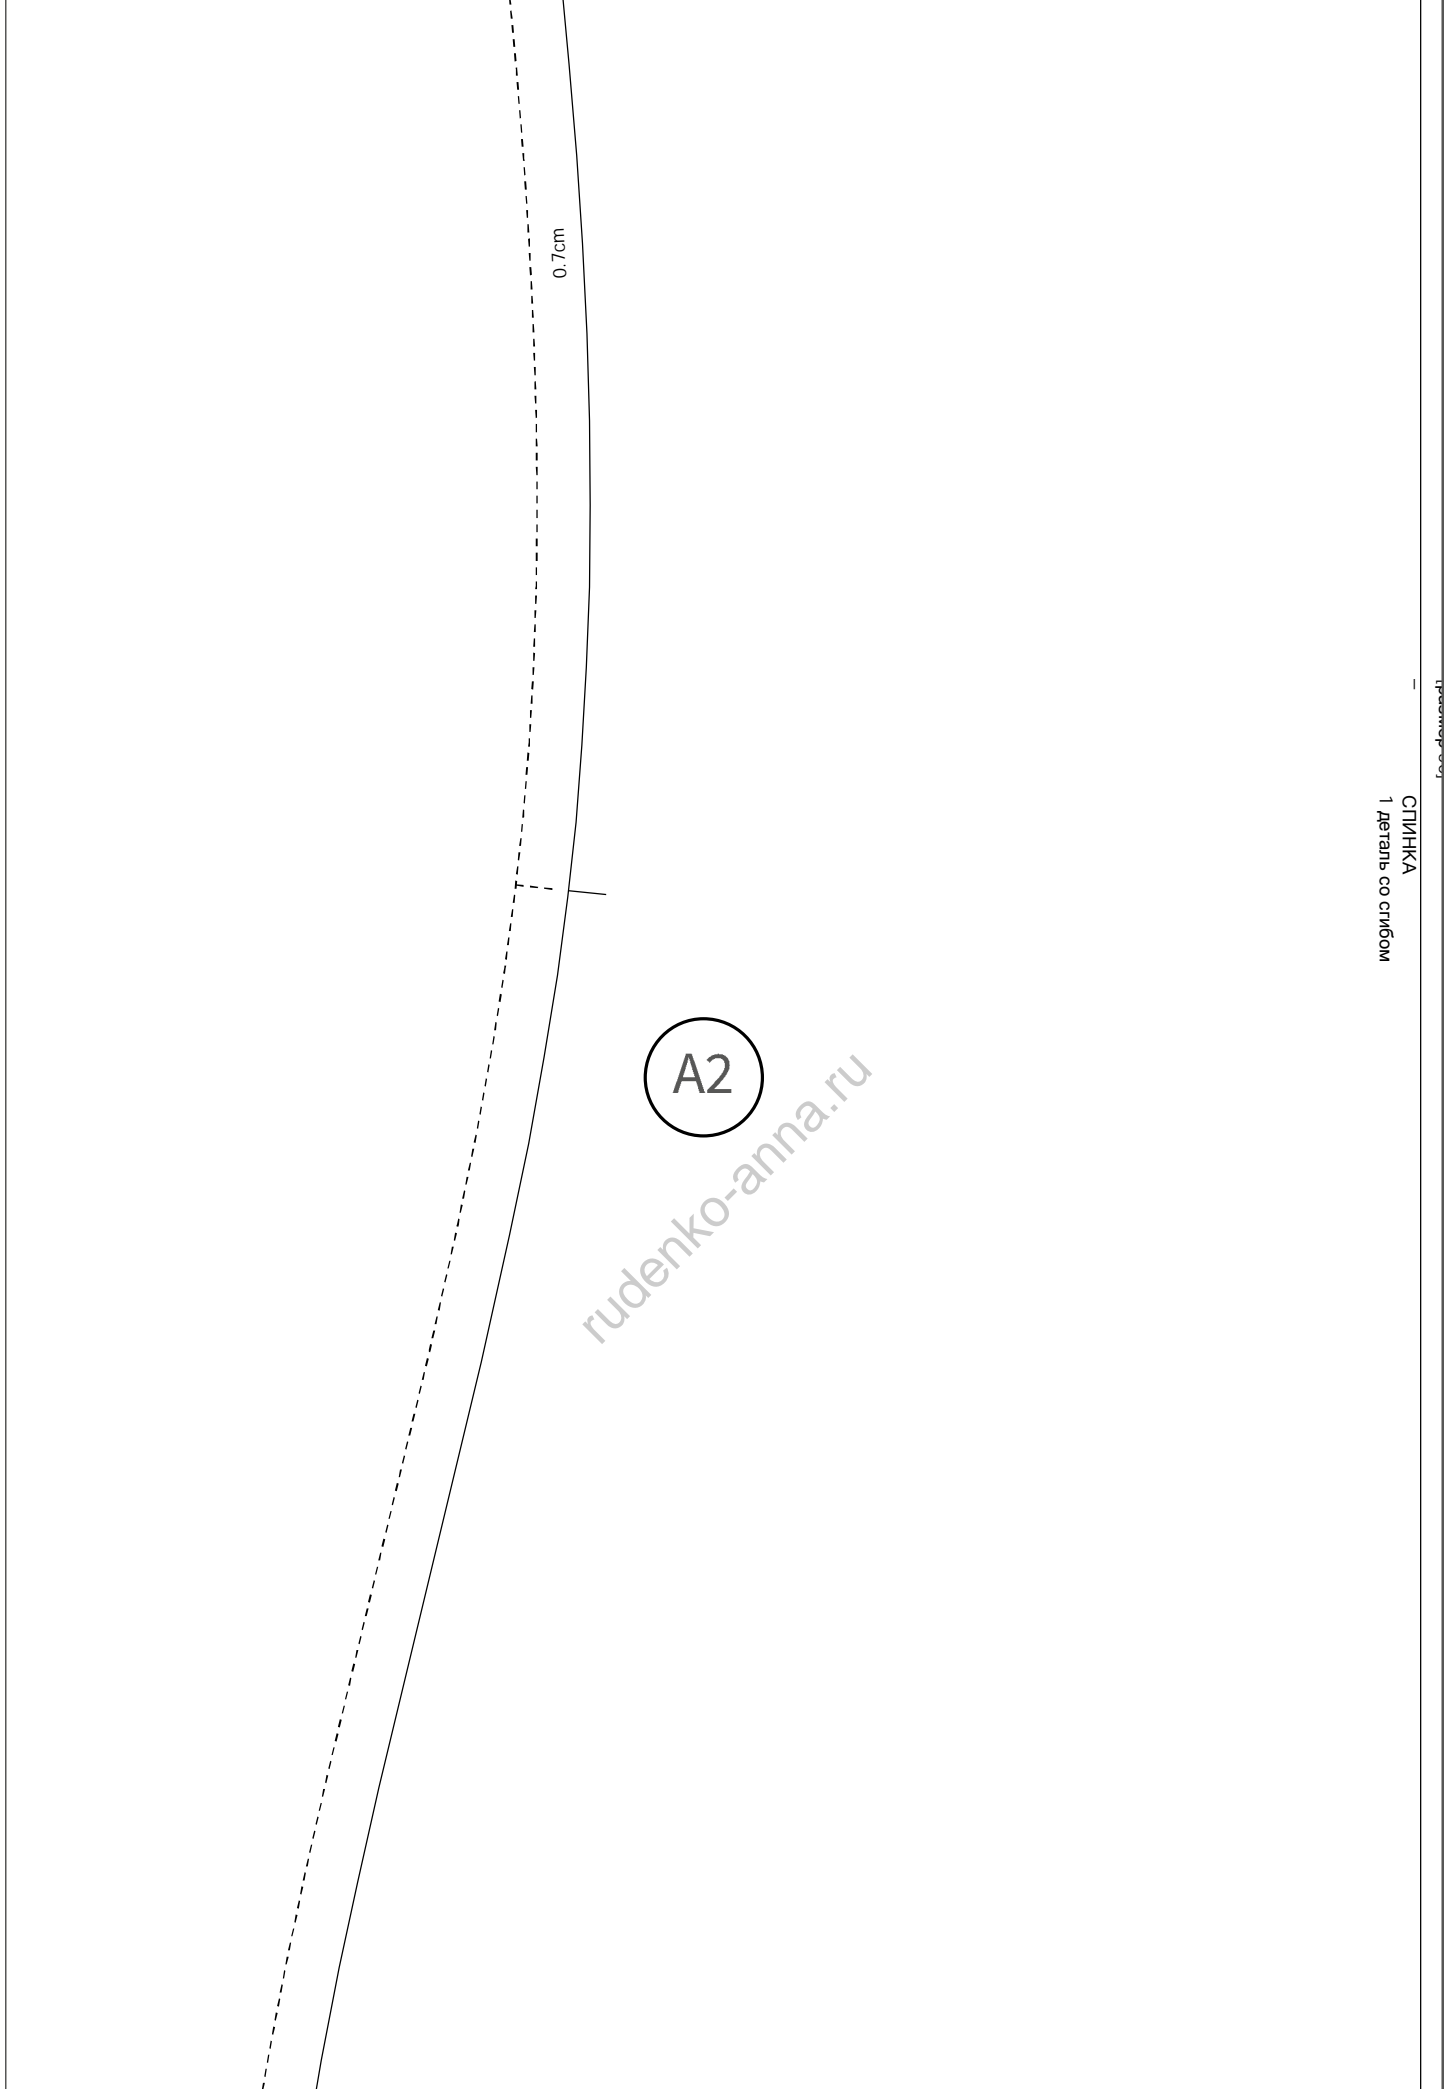 0.7cm
–
СПИНКА
1 деталь со сгибом
A2
rudenko-anna.ru